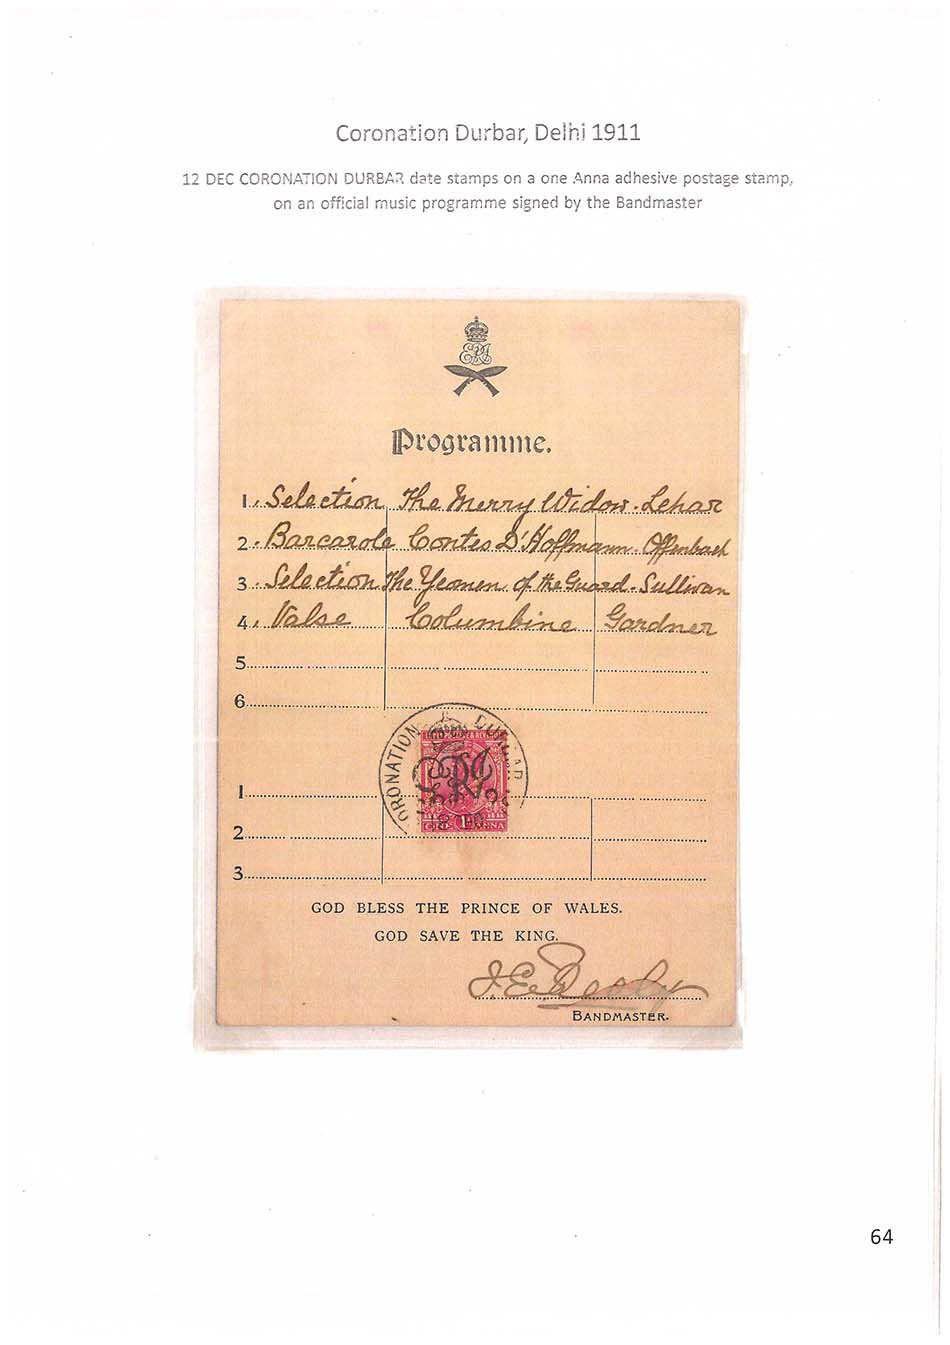 Coronation Durbar, Delhi 1911
12 DEC CORONATION DURBAR date stamps on a one Anna adhesive postage stamp,
on an official music programme signed by the Bandmaster
Programme.
1. Selection The Merry Widow - Lehar
2. Barcarole Contes D'Hoffmann - Offenbach
3. Selection The Yeomen of the Guard - Sullivan
4. Valse Columbine Gardner
5
6
CORONATION DURBAR
1
2
3
GOD BLESS THE PRINCE OF WALES.
GOD SAVE THE KING.
BANDMASTER.
64